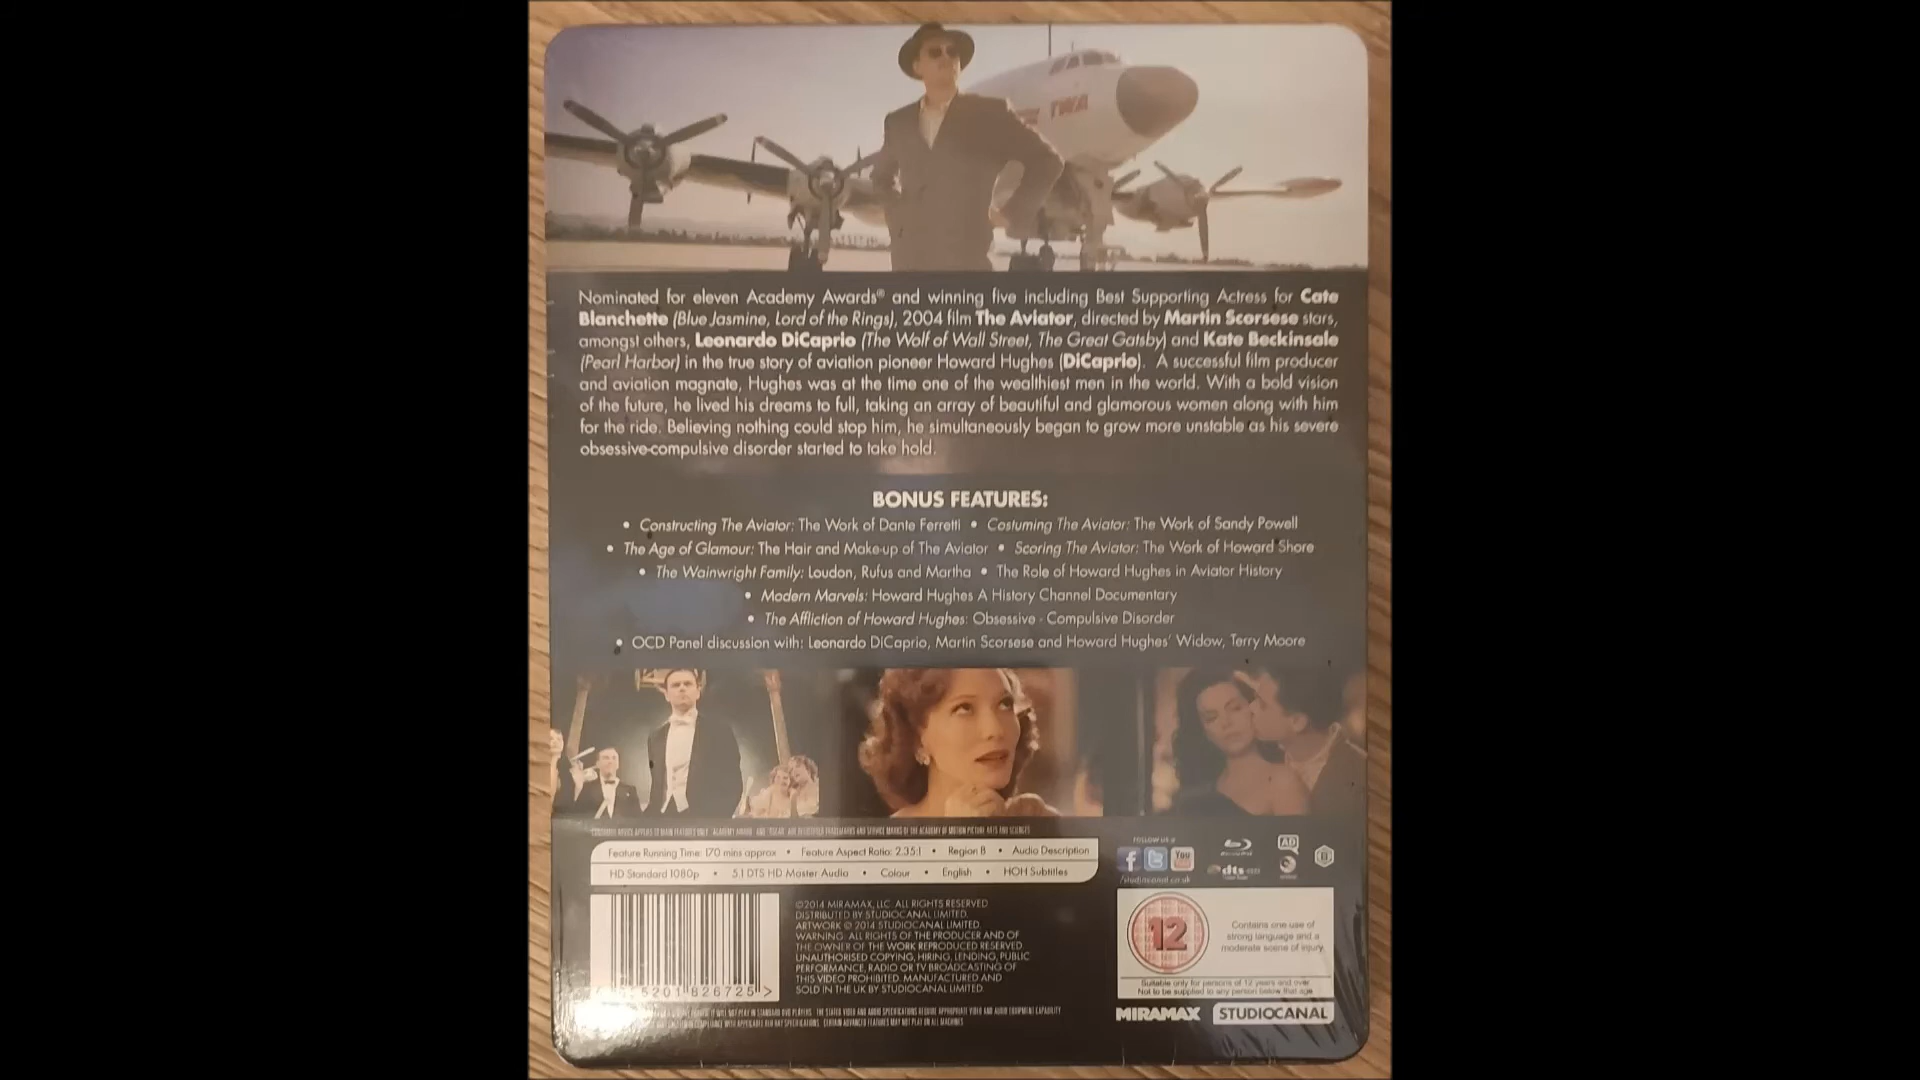 TWA
Nominated for eleven Academy Awards® and winning five including Best Supporting Actress for Cate
Blanchette (Blue Jasmine, Lord of the Rings), 2004 film The Aviator, directed by Martin Scorsese stars,
amongst others, Leonardo DiCaprio (The Wolf of Wall Street, The Great Gatsby) and Kate Beckinsale
(Pearl Harbor) in the true story of aviation pioneer Howard Hughes (DiCaprio). A successful film producer
and aviation magnate, Hughes was at the time one of the wealthiest men in the world. With a bold vision
of the future, he lived his dreams to full, taking an array of beautiful and glamorous women along with him
for the ride. Believing nothing could stop him, he simultaneously began to grow more unstable as his severe
obsessive-compulsive disorder started to take hold.
BONUS FEATURES:
• Constructing The Aviator: The Work of Dante Ferretti • Costuming The Aviator: The Work of Sandy Powell
• The Age of Glamour: The Hair and Make-up of The Aviator • Scoring The Aviator: The Work of Howard Shore
• The Wainwright Family: Loudon, Rufus and Martha • The Role of Howard Hughes in Aviator History
• Modern Marvels: Howard Hughes A History Channel Documentary
• The Affliction of Howard Hughes: Obsessive - Compulsive Disorder
• OCD Panel discussion with: Leonardo DiCaprio, Martin Scorsese and Howard Hughes' Widow, Terry Moore
Feature Running Time: 170 mins approx • Feature Aspect Ratio: 2.35:1 • Region B • Audio Description
HD Standard 1080p • 5.1 DTS HD Master Audio • Colour • English • HOH Subtitles
FOLLOW US
f t You
AD
dts
B
©2014 MIRAMAX, LLC. ALL RIGHTS RESERVED
DISTRIBUTED BY STUDIOCANAL LIMITED.
ARTWORK © 2014 STUDIOCANAL LIMITED.
WARNING: ALL RIGHTS OF THE PRODUCER AND OF
THE OWNER OF THE WORK REPRODUCED RESERVED.
UNAUTHORISED COPYING, HIRING, LENDING, PUBLIC
PERFORMANCE, RADIO OR TV BROADCASTING OF
THIS VIDEO PROHIBITED. MANUFACTURED AND
SOLD IN THE UK BY STUDIOCANAL LIMITED.
5201 826725 >
12
Contains one use of
strong language and a
moderate scene of injury.
Suitable only for persons of 12 years and over
Not to be supplied to any person below that age
MIRAMAX STUDIOCANAL